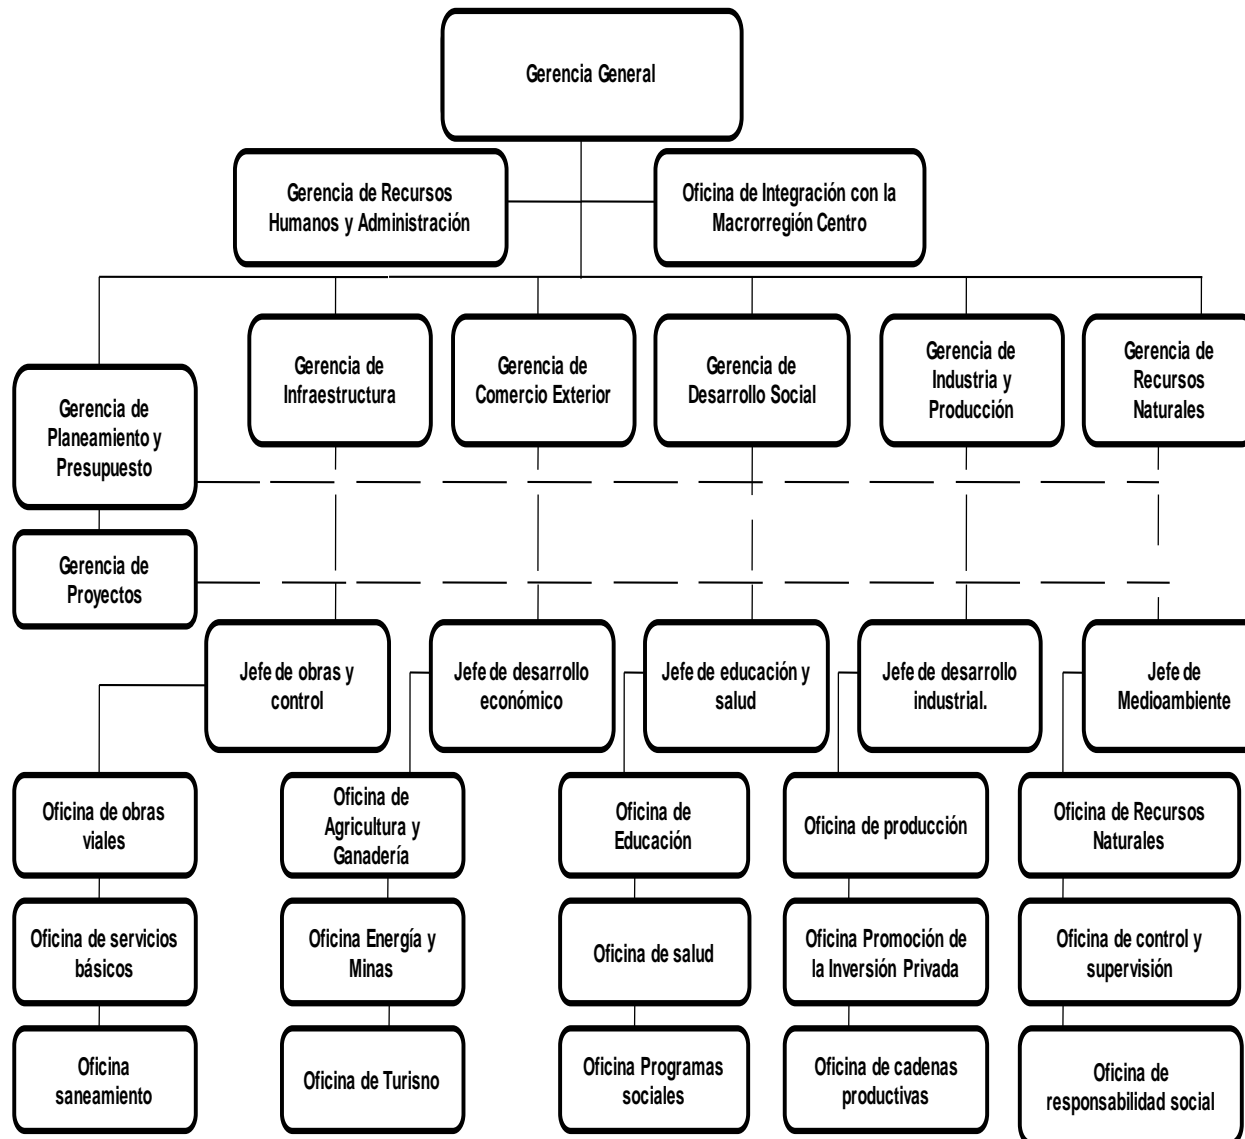 Gerencia General
Gerencia de Recursos
Humanos y Administración
Oficina de Integración con la
Macrorregión Centro
Gerencia de
Planeamiento y
Presupuesto
Gerencia de
Infraestructura
Gerencia de
Comercio Exterior
Gerencia de
Desarrollo Social
Gerencia de
Industria y
Producción
Gerencia de
Recursos
Naturales
Gerencia de
Proyectos
Jefe de obras y
control
Jefe de desarrollo
económico
Jefe de educación y
salud
Jefe de desarrollo
industrial.
Jefe de
Medioambiente
Oficina de obras
viales
Oficina de
Agricultura y
Ganadería
Oficina de
Educación
Oficina de producción
Oficina de Recursos
Naturales
Oficina de servicios
básicos
Oficina Energía y
Minas
Oficina de salud
Oficina Promoción de
la Inversión Privada
Oficina de control y
supervisión
Oficina
saneamiento
Oficina de Turisno
Oficina Programas
sociales
Oficina de cadenas
productivas
Oficina de
responsabilidad social